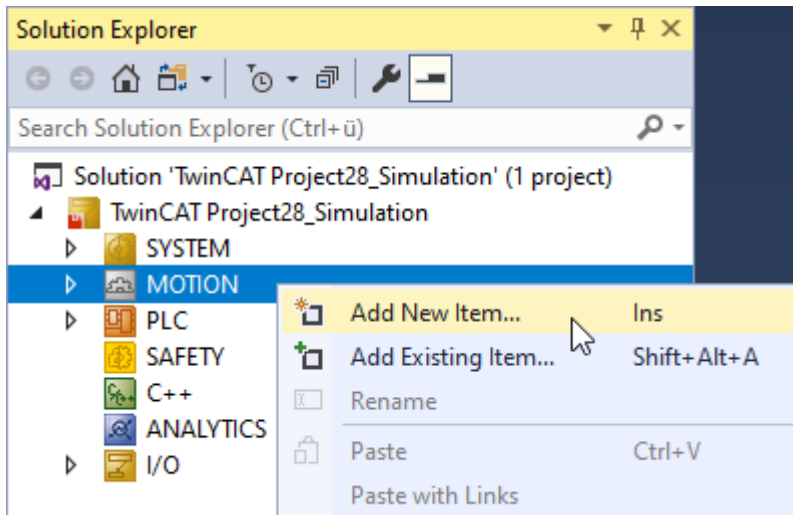 Solution Explorer
Search Solution Explorer (Ctrl+ü)
Solution 'TwinCAT Project28_Simulation' (1 project)
TwinCAT Project28_Simulation
SYSTEM
MOTION
Add New Item... Ins
PLC
SAFETY
Add Existing Item... Shift+Alt+A
C++
Rename
ANALYTICS
Paste Ctrl+V
I/O
Paste with Links